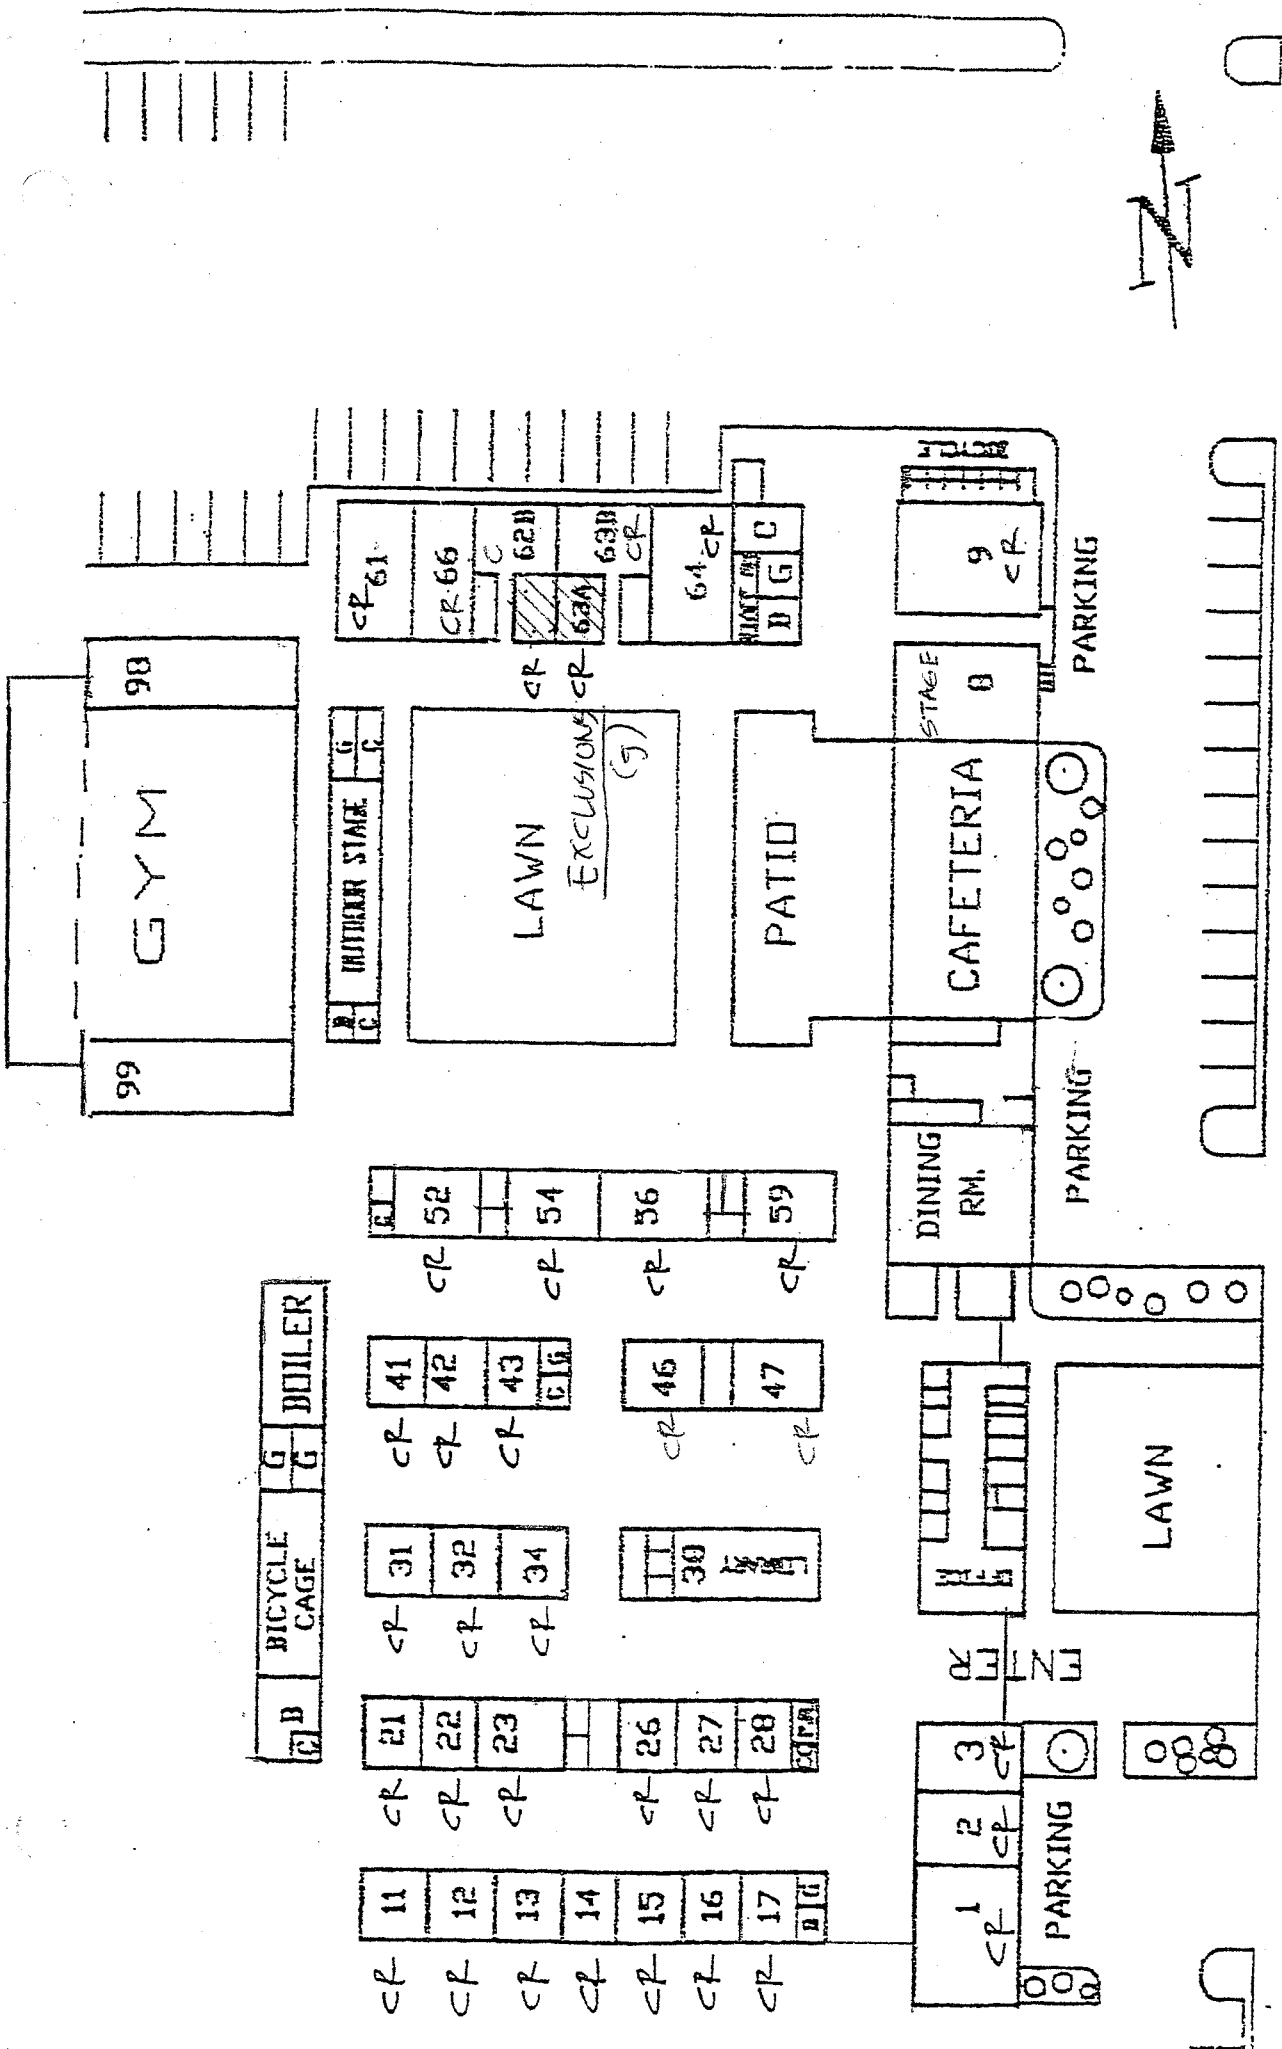 98
GYM
99
G
C
OUTDOOR STAGE
B
C
CR 61
CR 66
C
62B
63B
CR
63A
CR
CR
64 CR
C
B
G
LAWN
EXCLUSIONS
(g)
PATIO
STAGE
8
9
CR
PARKING
CAFETERIA
PARKING
DINING
RM.
C
52
54
56
59
CR
CR
CR
CR
BOILER
G
G
BICYCLE
CAGE
B
C
41
42
43
C G
46
47
CR
CR
CR
CR
CR
31
32
34
30
CR
CR
CR
LAWN
ENTER
21
22
23
26
27
28
CR
CR
CR
CR
CR
CR
11
12
13
14
15
16
17
B G
CR
CR
CR
CR
CR
CR
CR
3
CR
2
CR
1
CR
PARKING
N